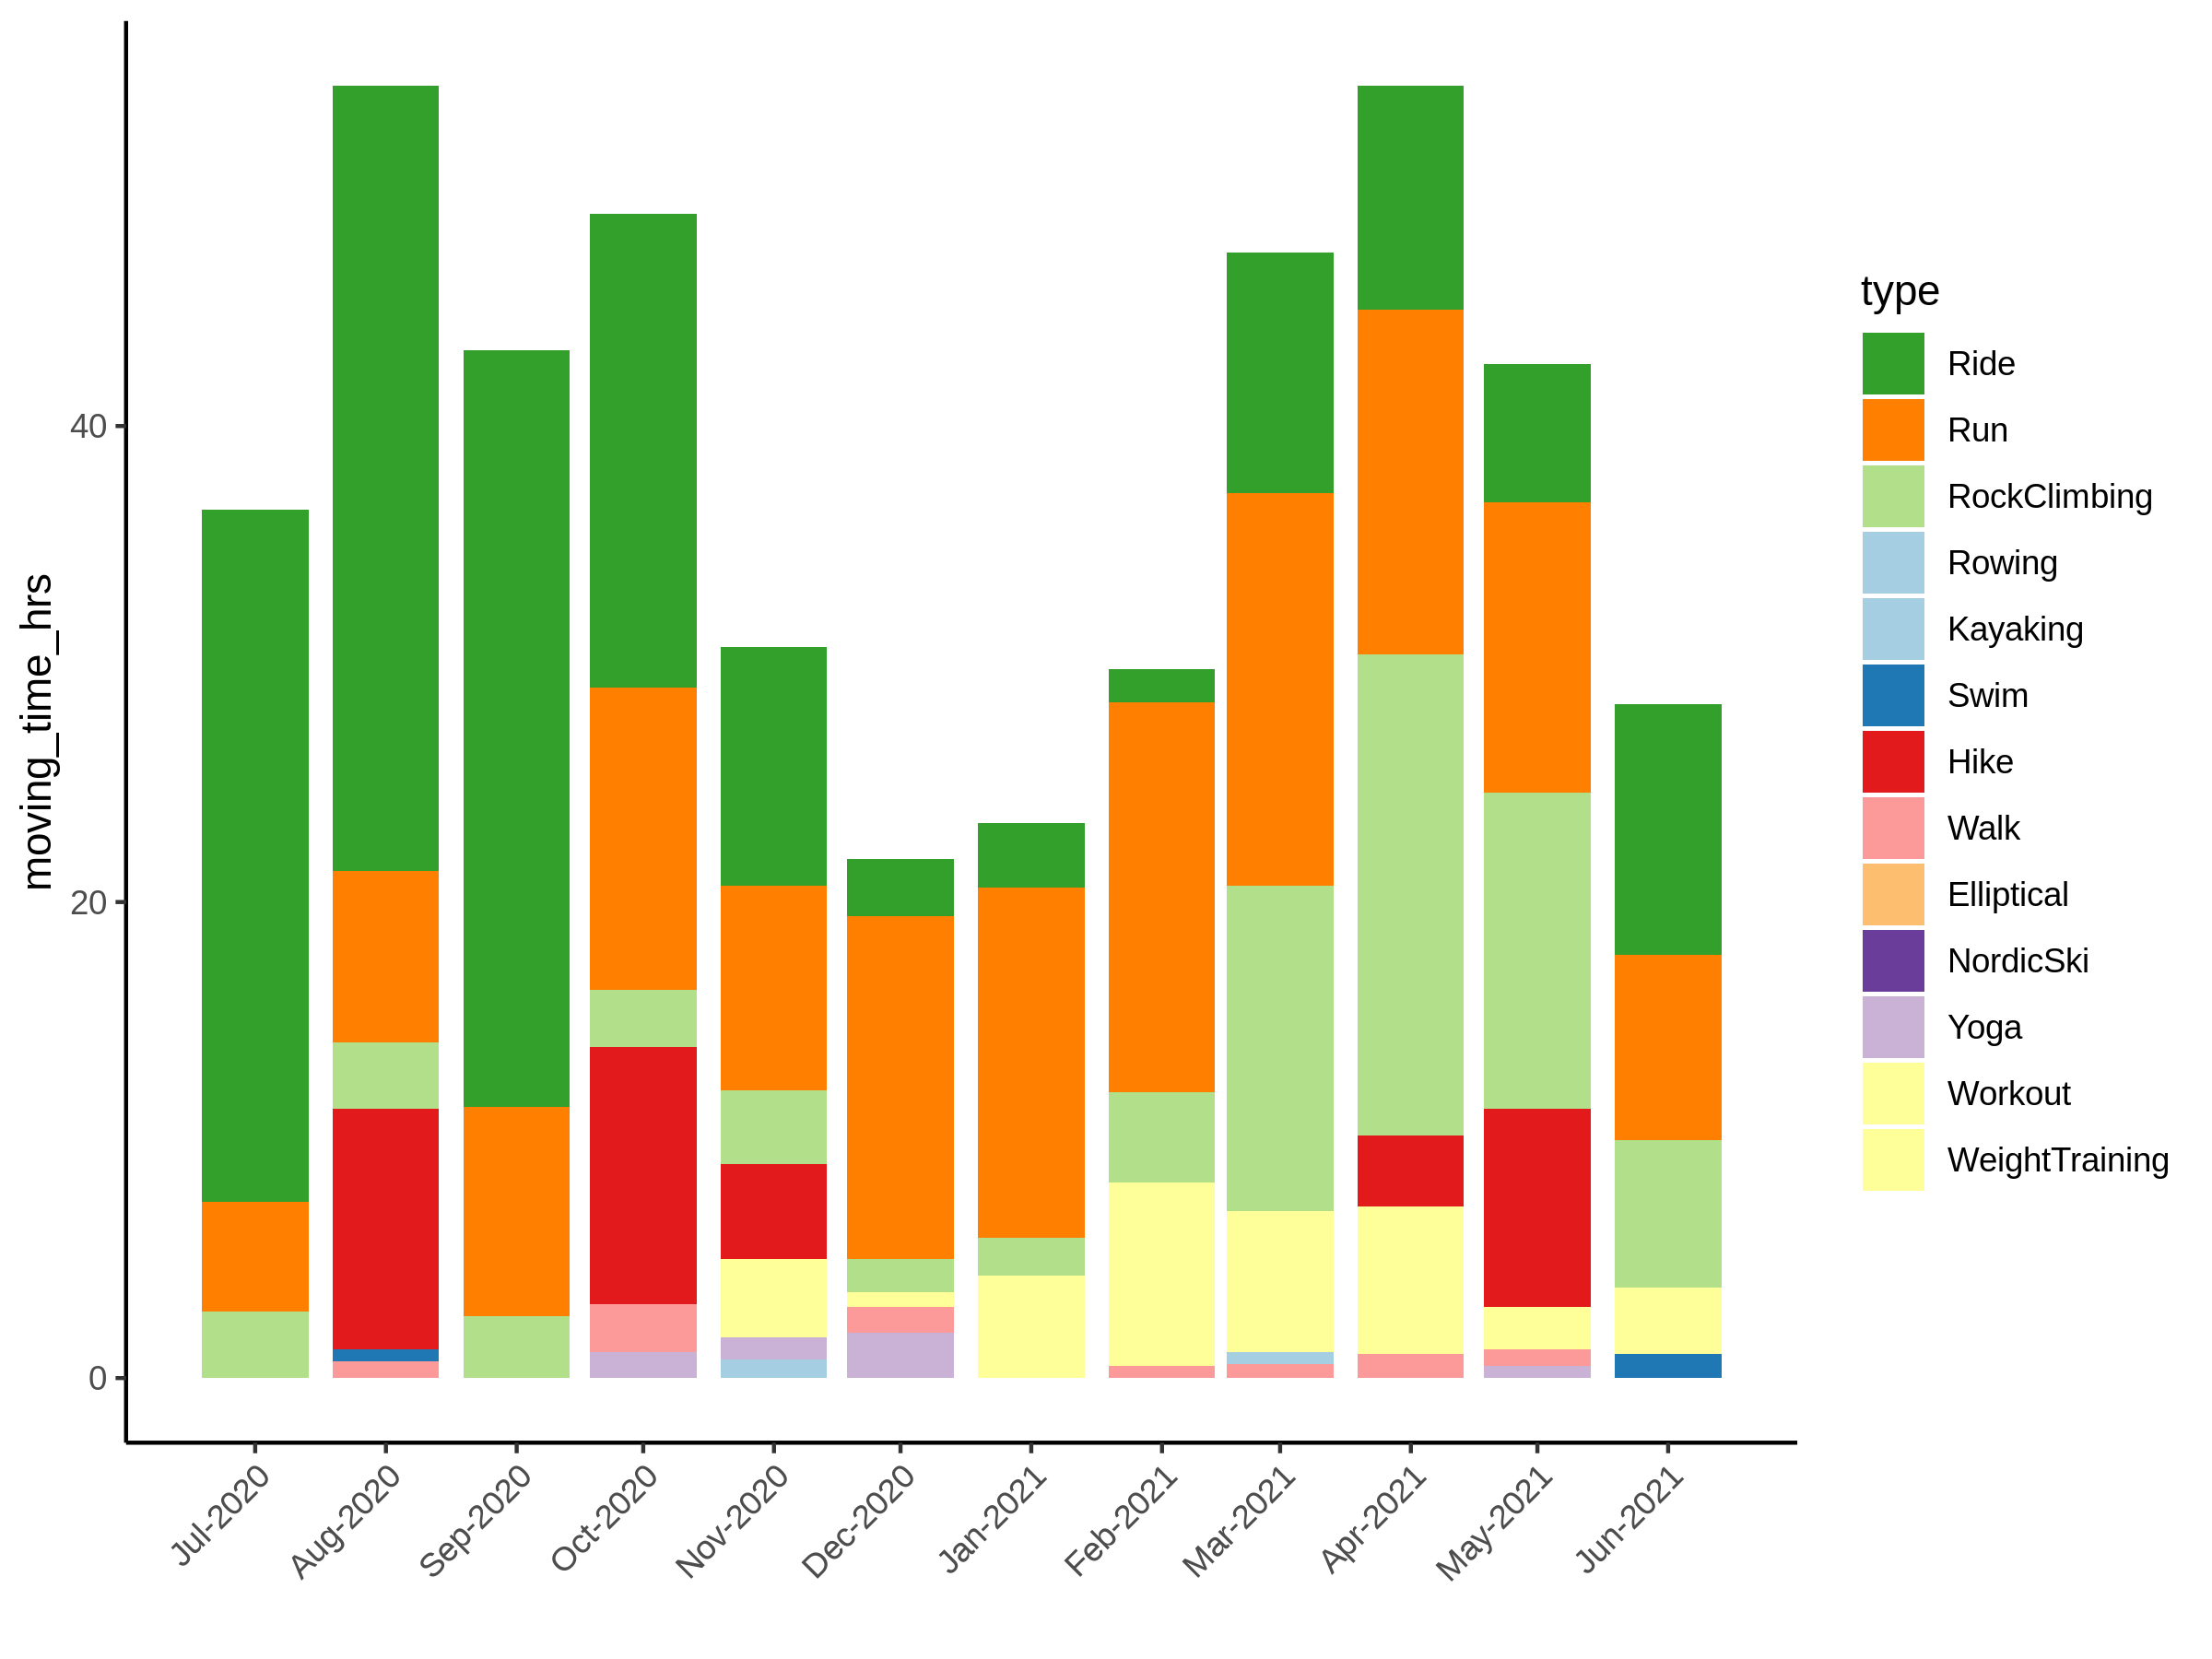 moving_time_hrs
40
20
0
Jul-2020
Aug-2020
Sep-2020
Oct-2020
Nov-2020
Dec-2020
Jan-2021
Feb-2021
Mar-2021
Apr-2021
May-2021
Jun-2021
type
Ride
Run
RockClimbing
Rowing
Kayaking
Swim
Hike
Walk
Elliptical
NordicSki
Yoga
Workout
WeightTraining